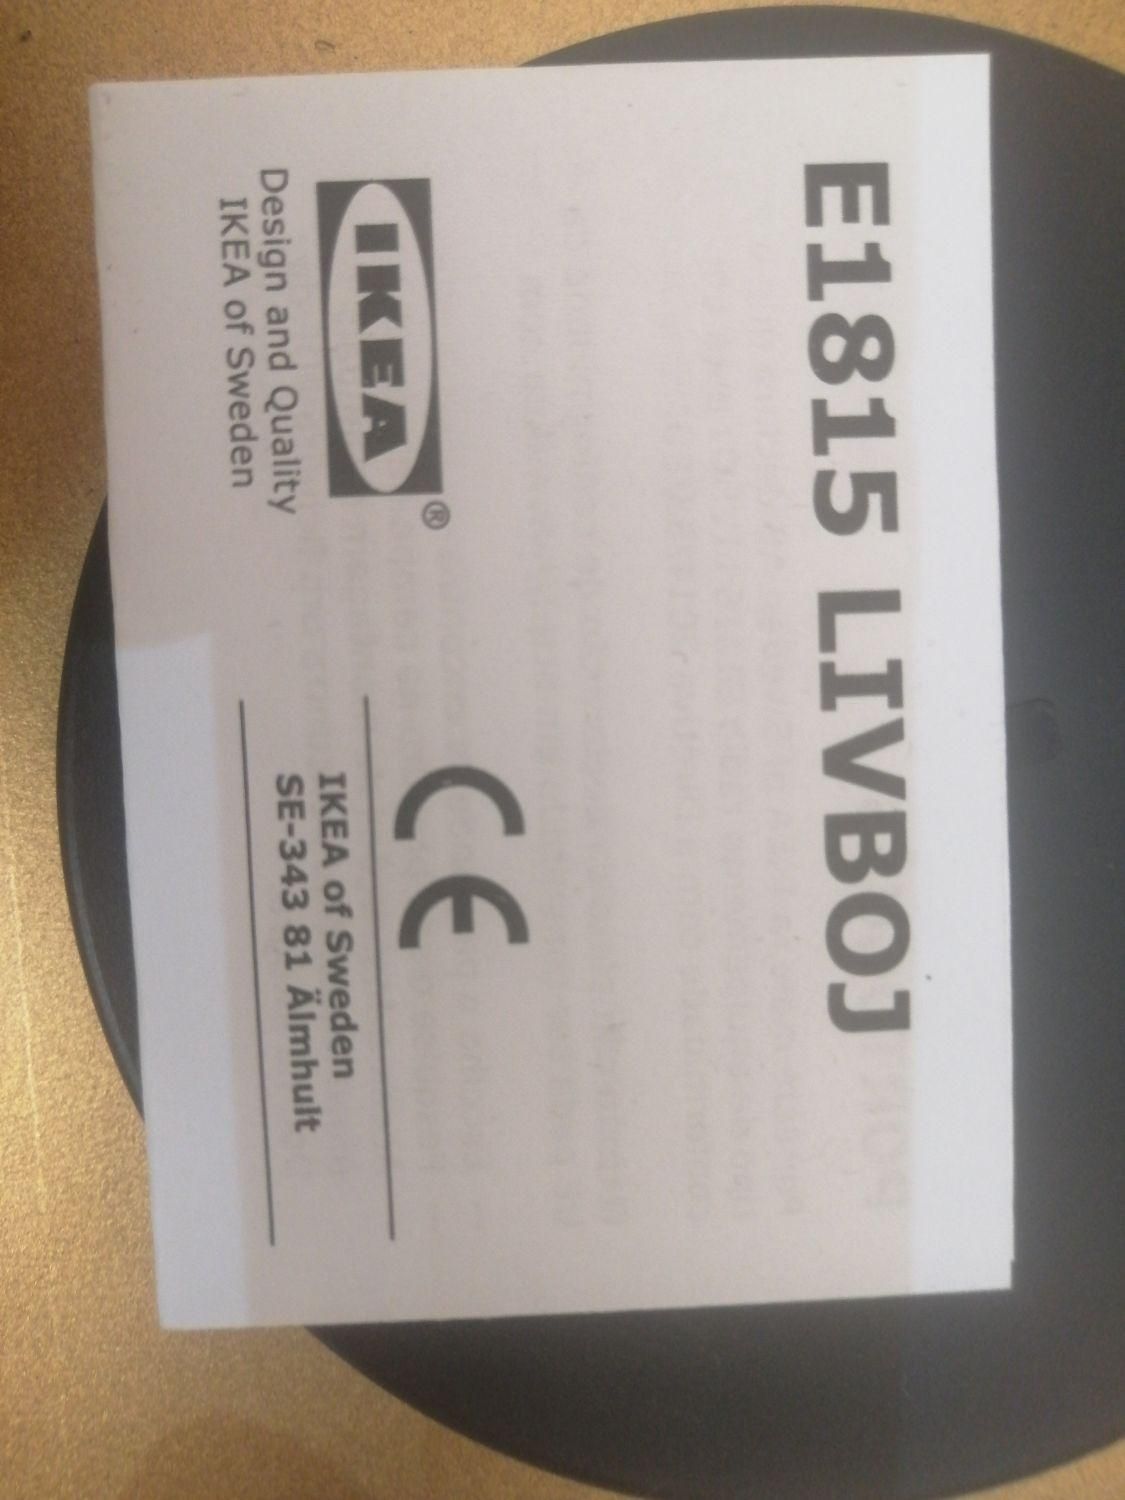 E1815 LIVBOJ
IKEA®
Design and Quality
IKEA of Sweden
CE
IKEA of Sweden
SE-343 81 Älmhult